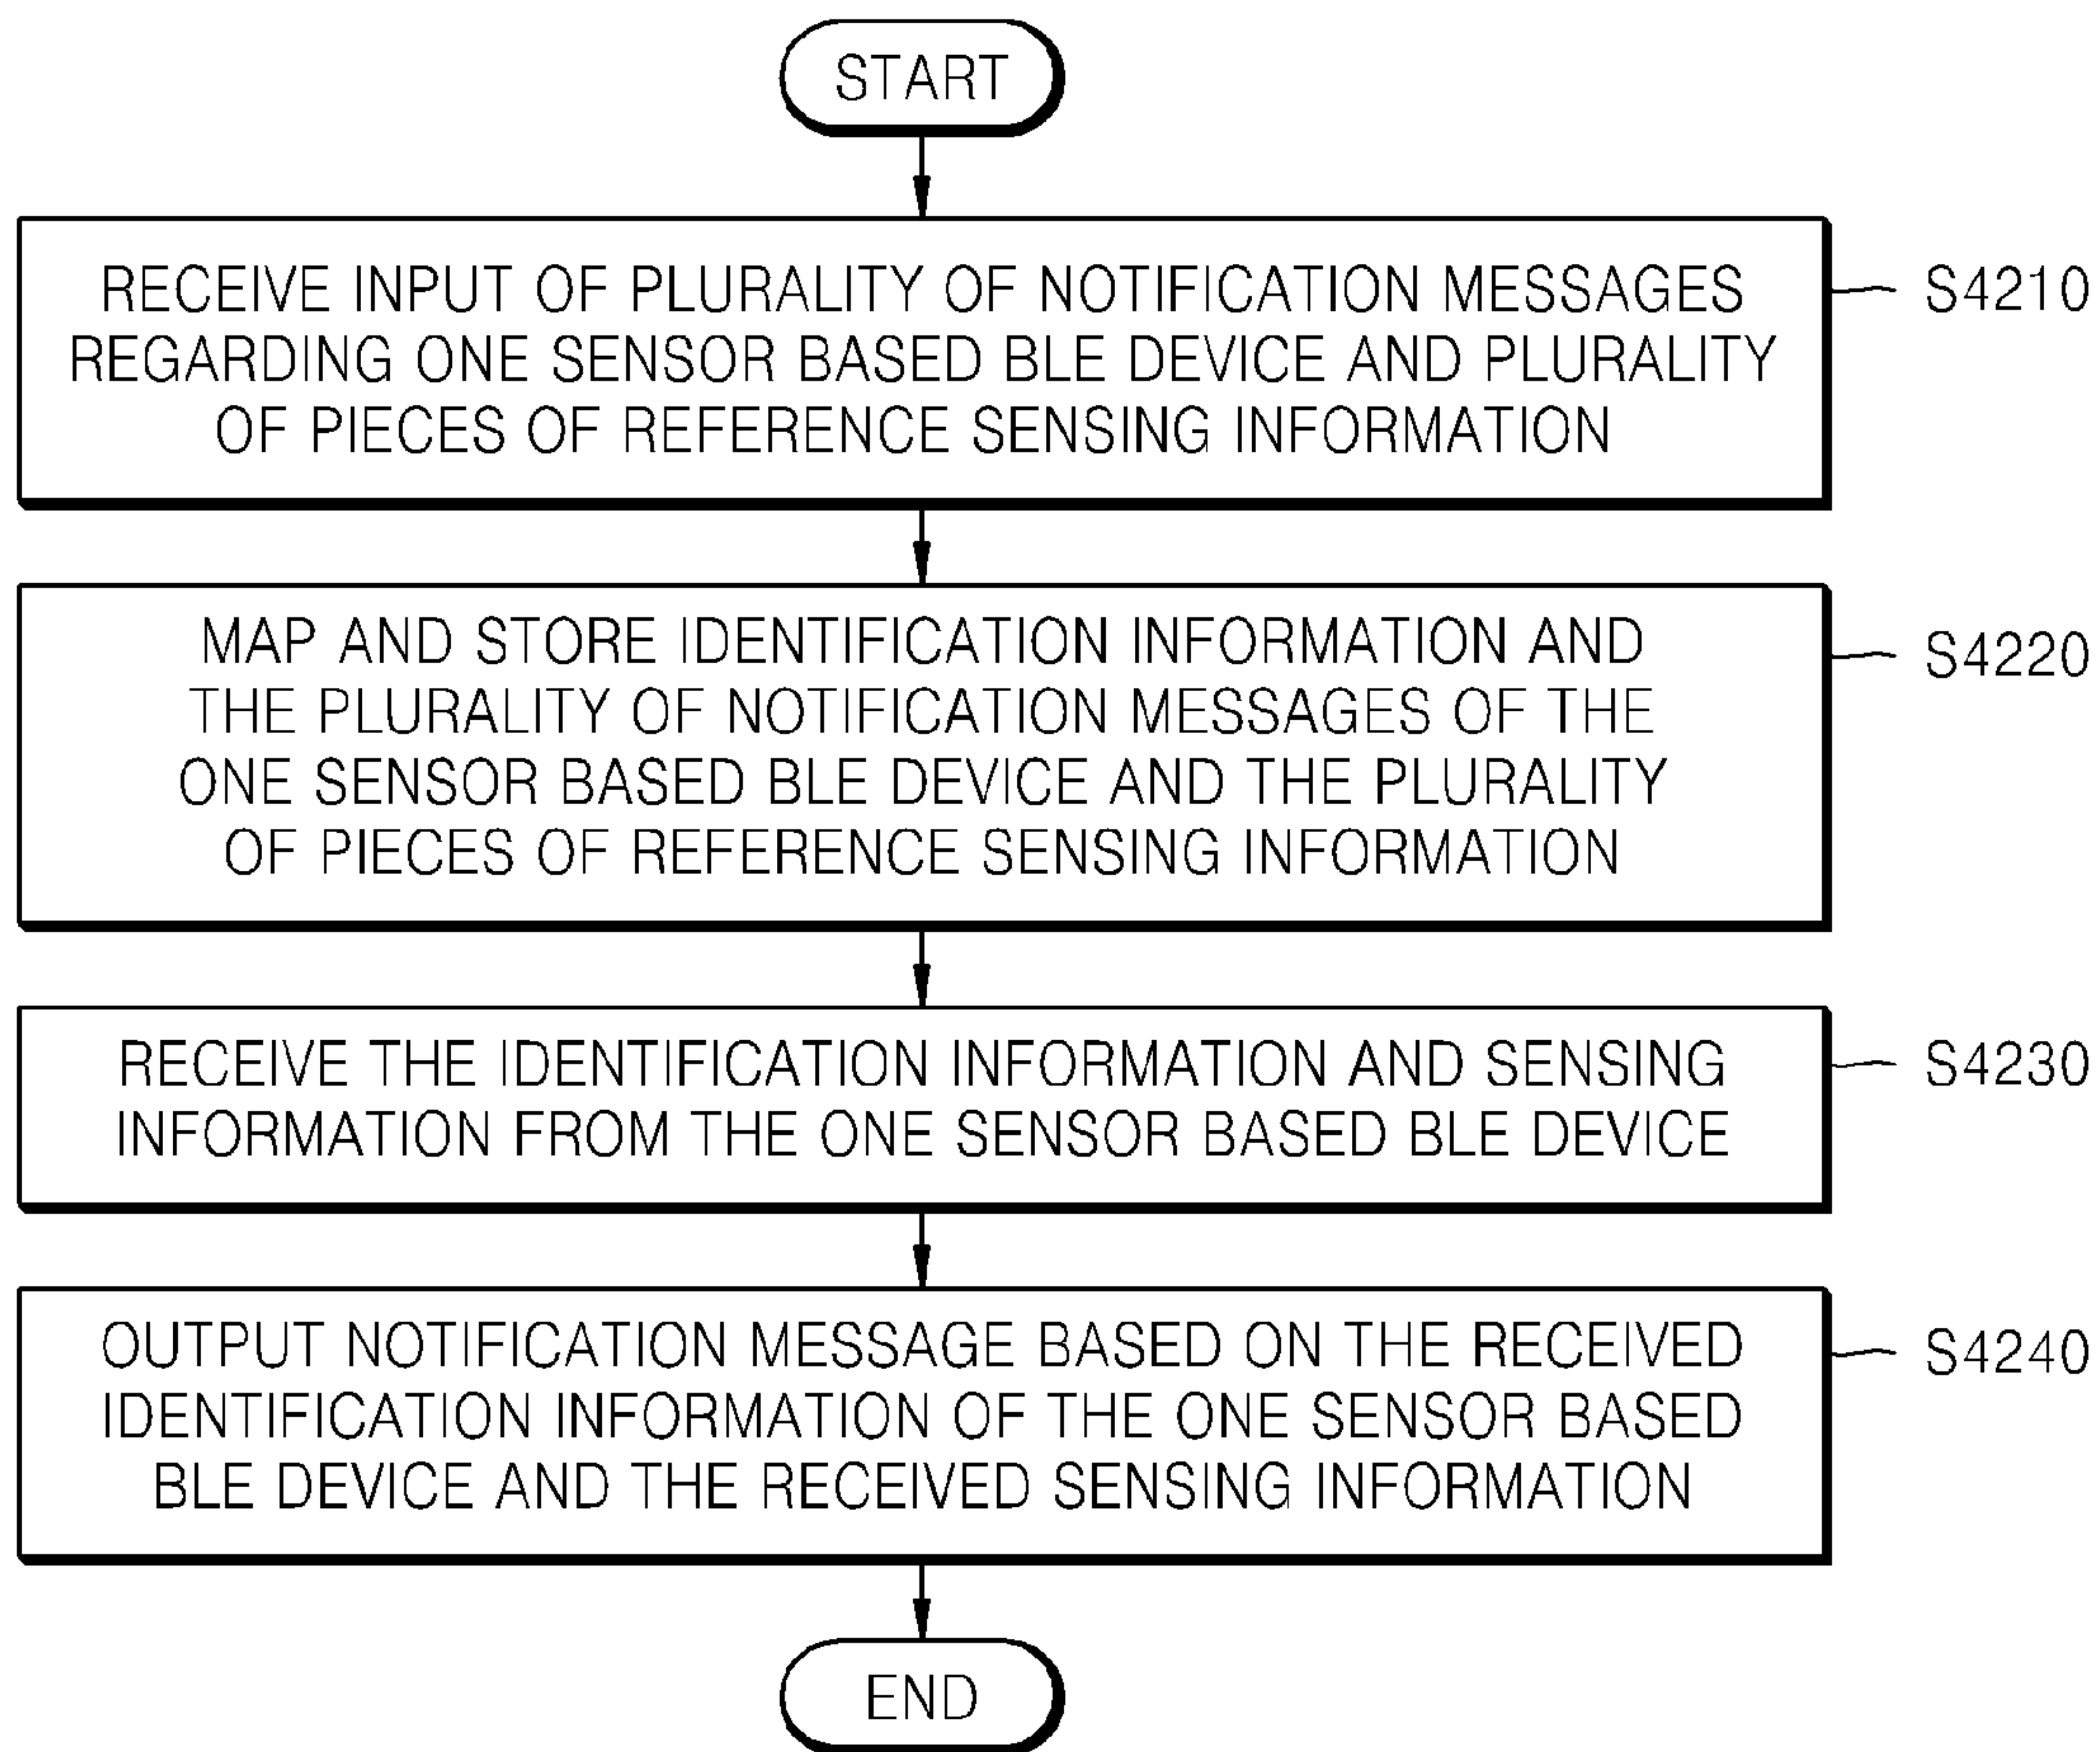 START
RECEIVE INPUT OF PLURALITY OF NOTIFICATION MESSAGES
REGARDING ONE SENSOR BASED BLE DEVICE AND PLURALITY
OF PIECES OF REFERENCE SENSING INFORMATION
S4210
MAP AND STORE IDENTIFICATION INFORMATION AND
THE PLURALITY OF NOTIFICATION MESSAGES OF THE
ONE SENSOR BASED BLE DEVICE AND THE PLURALITY
OF PIECES OF REFERENCE SENSING INFORMATION
S4220
RECEIVE THE IDENTIFICATION INFORMATION AND SENSING
INFORMATION FROM THE ONE SENSOR BASED BLE DEVICE
S4230
OUTPUT NOTIFICATION MESSAGE BASED ON THE RECEIVED
IDENTIFICATION INFORMATION OF THE ONE SENSOR BASED
BLE DEVICE AND THE RECEIVED SENSING INFORMATION
S4240
END